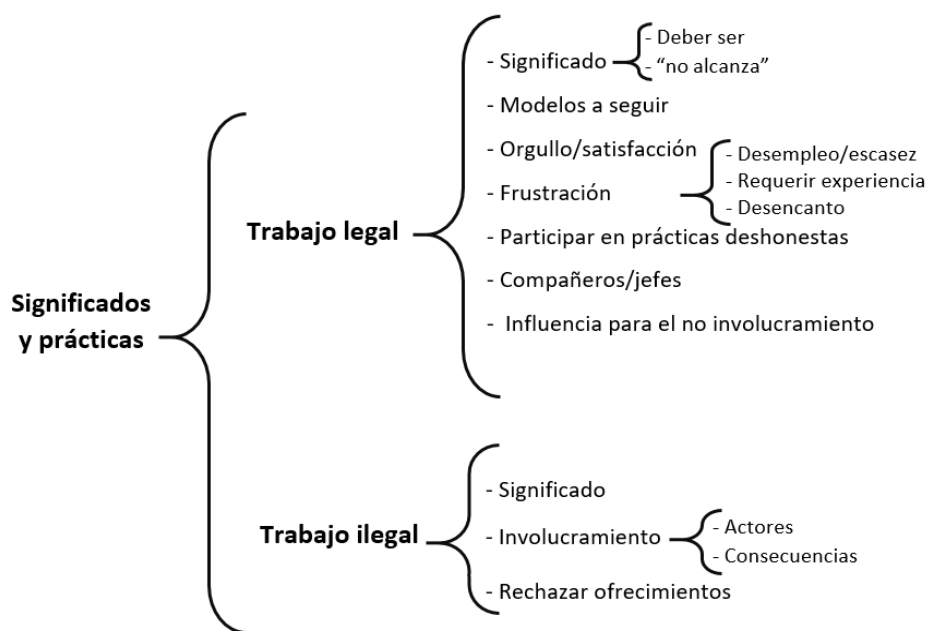 Significados
y prácticas
Trabajo legal
- Significado
- Deber ser
- “no alcanza”
- Modelos a seguir
- Orgullo/satisfacción
- Frustración
- Desempleo/escasez
- Requerir experiencia
- Desencanto
- Participar en prácticas deshonestas
- Compañeros/jefes
- Influencia para el no involucramiento
Trabajo ilegal
- Significado
- Involucramiento
- Actores
- Consecuencias
- Rechazar ofrecimientos